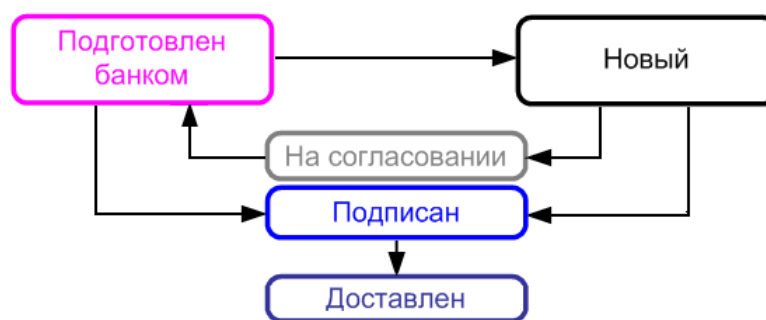 Подготовлен
банком
Новый
На согласовании
Подписан
Доставлен